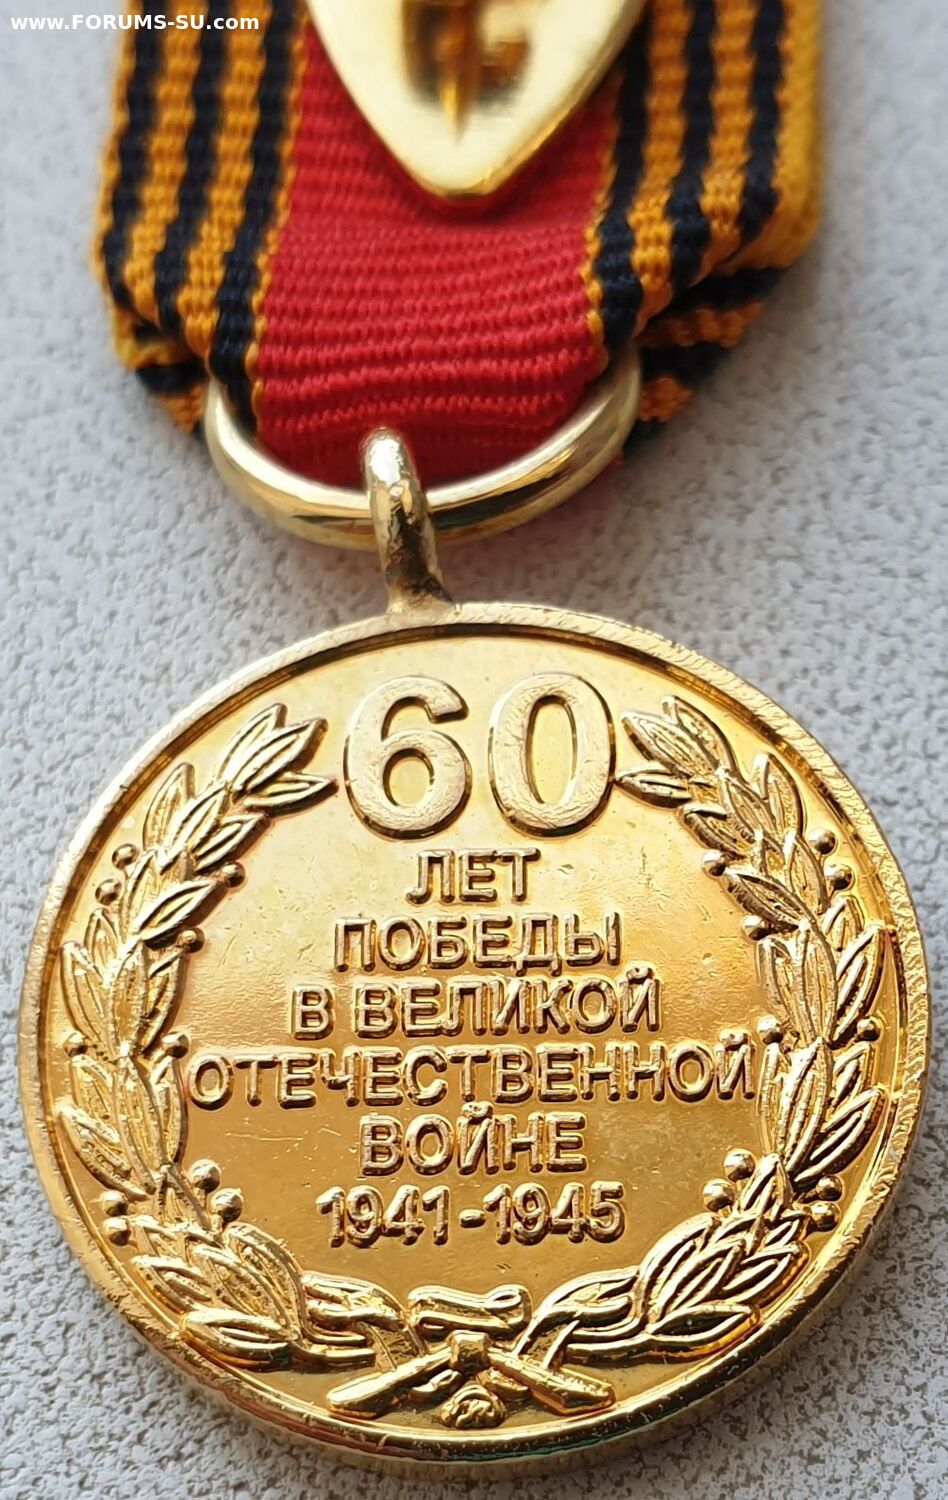 www.FORUMS-SU.com
60
ЛЕТ
ПОБЕДЫ
В ВЕЛИКОЙ
ОТЕЧЕСТВЕННОЙ
ВОЙНЕ
1941-1945